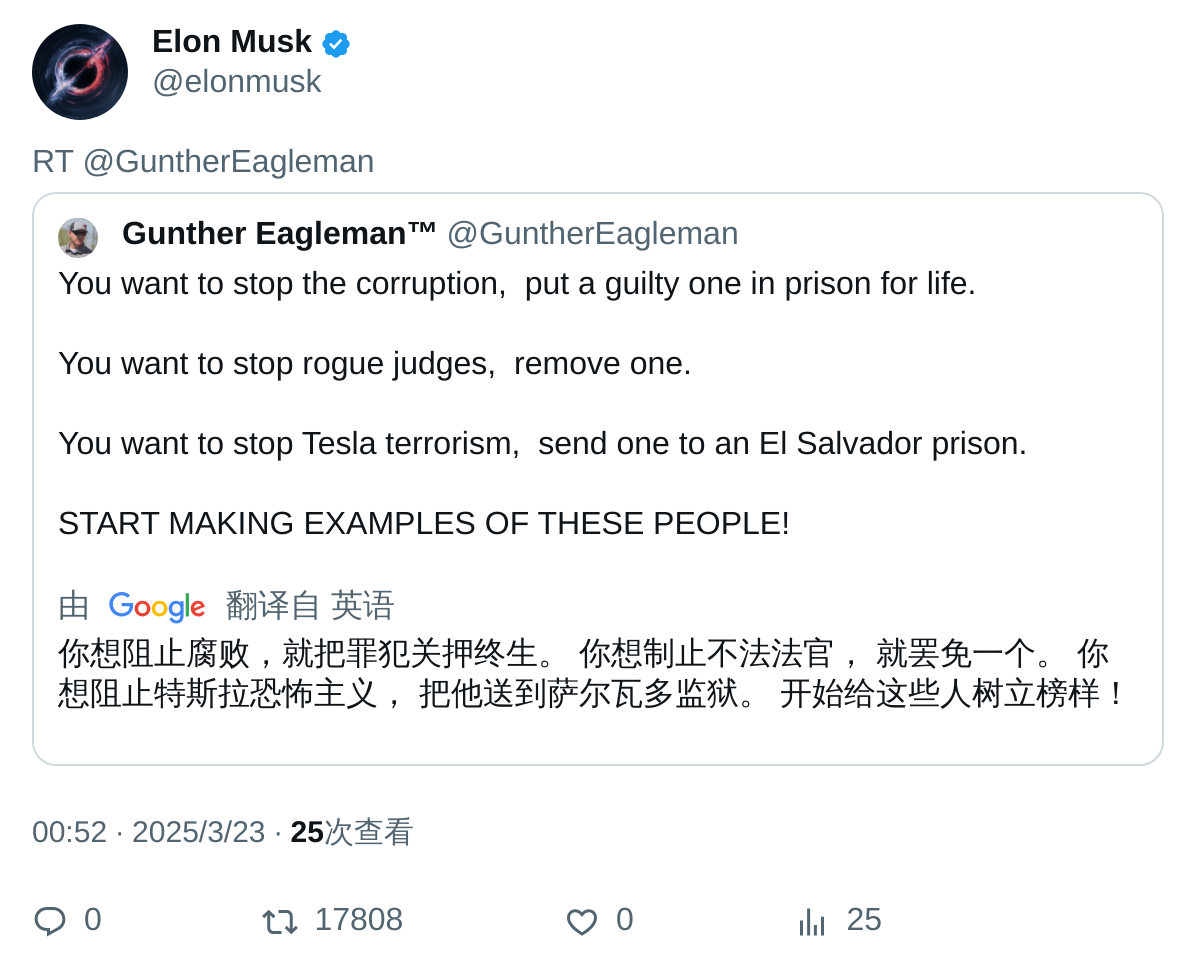 Elon Musk
@elonmusk
RT @GuntherEagleman
Gunther Eagleman™ @GuntherEagleman
You want to stop the corruption,  put a guilty one in prison for life.
You want to stop rogue judges,  remove one.
You want to stop Tesla terrorism,  send one to an El Salvador prison.
START MAKING EXAMPLES OF THESE PEOPLE!
由 Google 翻译自 英语
你想阻止腐败，就把罪犯关押终生。 你想制止不法法官， 就罢免一个。 你
想阻止特斯拉恐怖主义， 把他送到萨尔瓦多监狱。 开始给这些人树立榜样！
00:52 · 2025/3/23 · 25次查看
0 17808 0 25